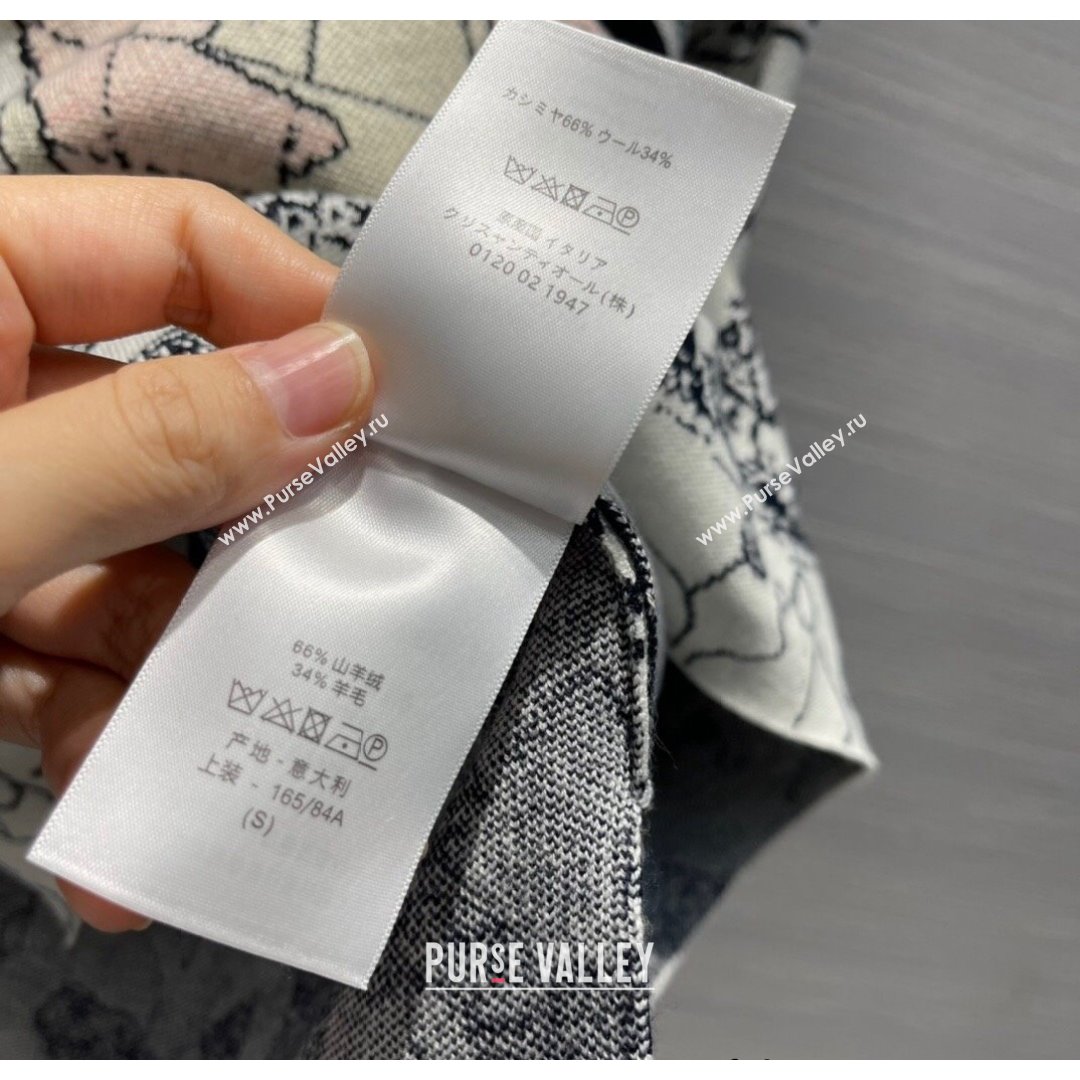 カシミヤ66% ウール34%
P
原産国 イタリア
クリスチャンディオール(株)
0120 02 1947
www.PurseValley.ru
www.PurseValley.ru
66% 山羊绒
34% 羊毛
P
产地 - 意大利
上装 - 165/84A
(S)
PURSE VALLEY